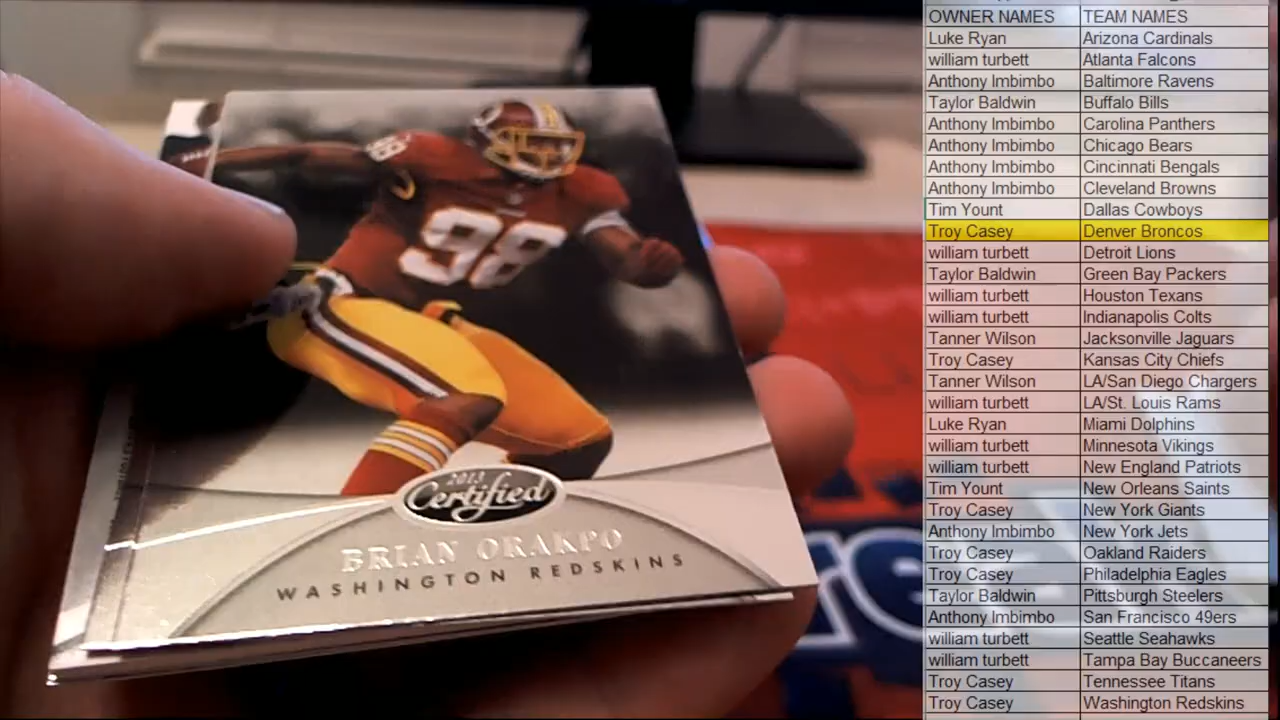 98
98
2013
Certified
BRIAN ORAKPO
WASHINGTON REDSKINS
OWNER NAMES TEAM NAMES
Luke Ryan Arizona Cardinals
william turbett Atlanta Falcons
Anthony Imbimbo Baltimore Ravens
Taylor Baldwin Buffalo Bills
Anthony Imbimbo Carolina Panthers
Anthony Imbimbo Chicago Bears
Anthony Imbimbo Cincinnati Bengals
Anthony Imbimbo Cleveland Browns
Tim Yount Dallas Cowboys
Troy Casey Denver Broncos
william turbett Detroit Lions
Taylor Baldwin Green Bay Packers
william turbett Houston Texans
william turbett Indianapolis Colts
Tanner Wilson Jacksonville Jaguars
Troy Casey Kansas City Chiefs
Tanner Wilson LA/San Diego Chargers
william turbett LA/St. Louis Rams
Luke Ryan Miami Dolphins
william turbett Minnesota Vikings
william turbett New England Patriots
Tim Yount New Orleans Saints
Troy Casey New York Giants
Anthony Imbimbo New York Jets
Troy Casey Oakland Raiders
Troy Casey Philadelphia Eagles
Taylor Baldwin Pittsburgh Steelers
Anthony Imbimbo San Francisco 49ers
william turbett Seattle Seahawks
william turbett Tampa Bay Buccaneers
Troy Casey Tennessee Titans
Troy Casey Washington Redskins